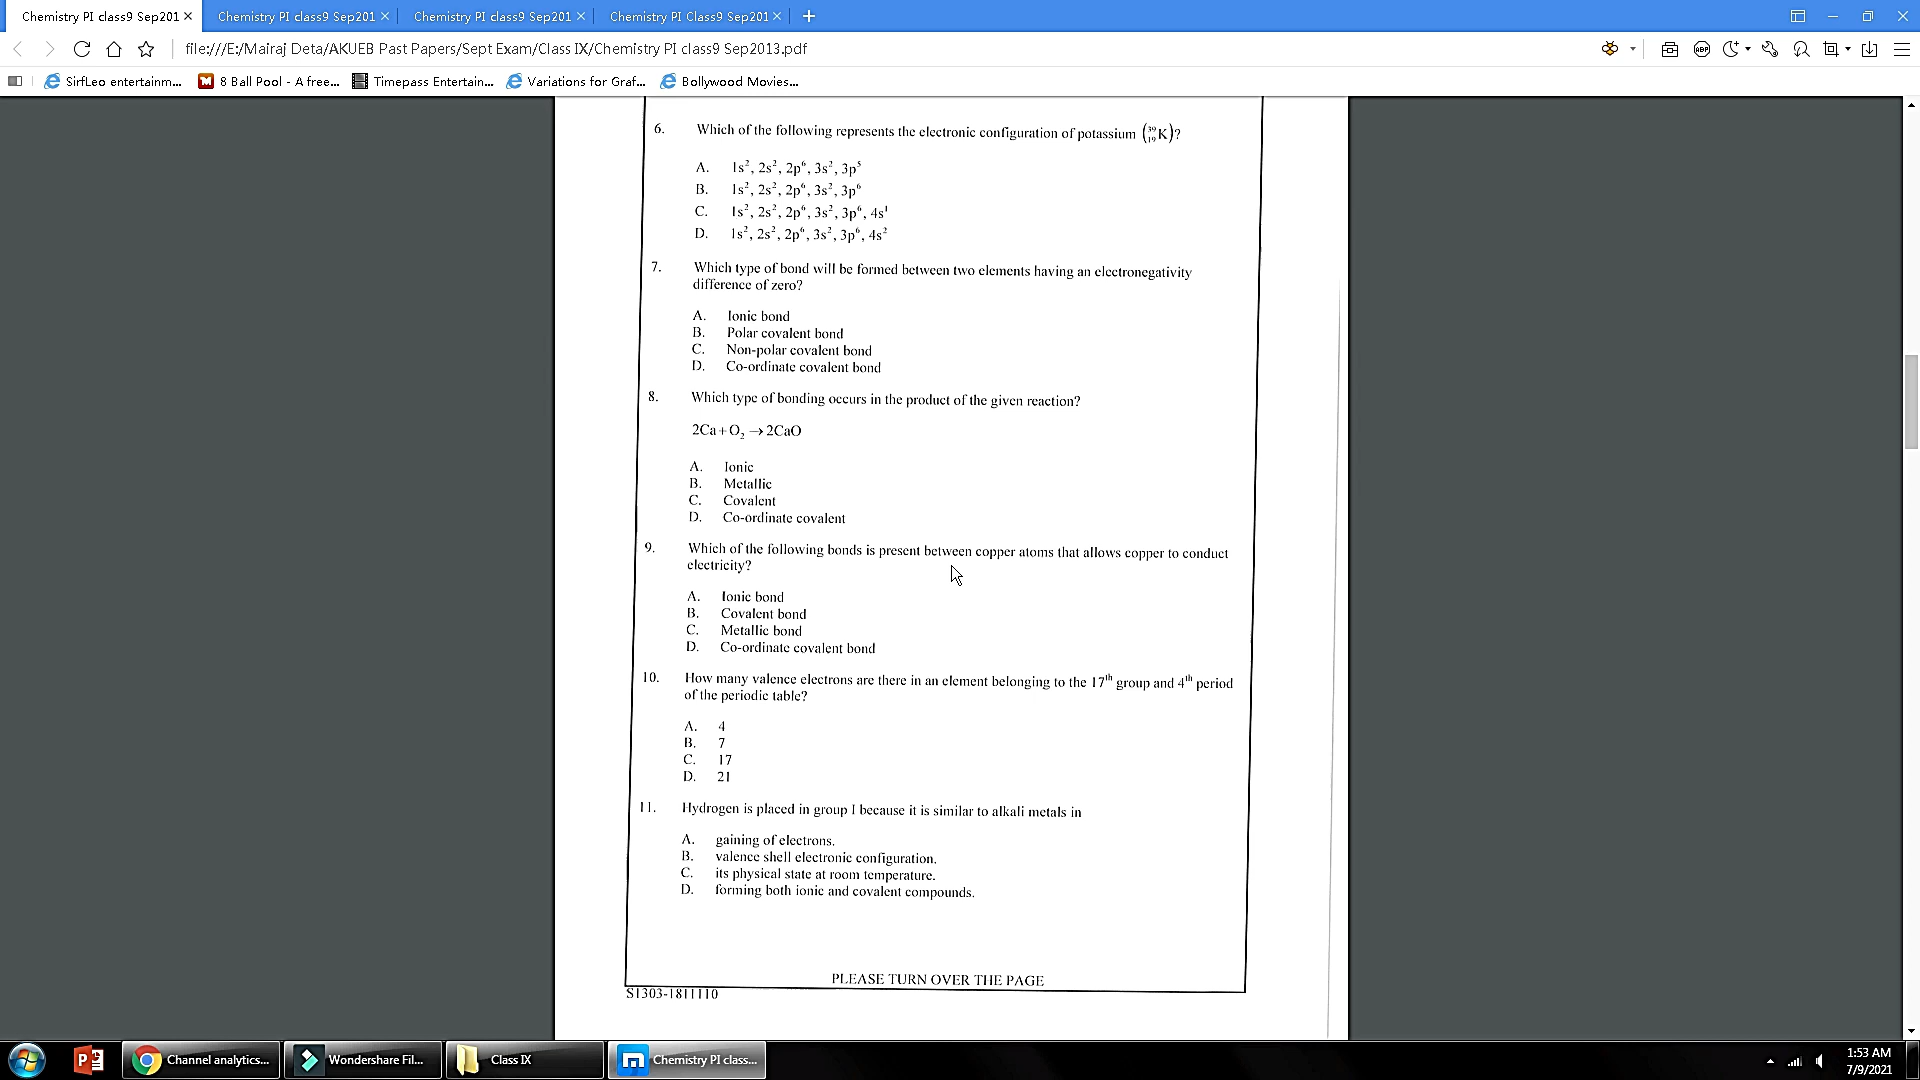 Chemistry PI class9 Sep201
Chemistry PI class9 Sep201
Chemistry PI class9 Sep201
Chemistry PI Class9 Sep201
file:///E:/Mairaj Deta/AKUEB Past Papers/Sept Exam/Class IX/Chemistry PI class9 Sep2013.pdf
ABP
SirfLeo entertainm...
8 Ball Pool - A free...
Timepass Entertain...
Variations for Graf...
Bollywood Movies...
6. Which of the following represents the electronic configuration of potassium (³⁹₁₉K)?
A. 1s², 2s², 2p⁶, 3s², 3p⁵
B. 1s², 2s², 2p⁶, 3s², 3p⁶
C. 1s², 2s², 2p⁶, 3s², 3p⁶, 4s¹
D. 1s², 2s², 2p⁶, 3s², 3p⁶, 4s²
7. Which type of bond will be formed between two elements having an electronegativity
difference of zero?
A. Ionic bond
B. Polar covalent bond
C. Non-polar covalent bond
D. Co-ordinate covalent bond
8. Which type of bonding occurs in the product of the given reaction?
2Ca+O₂ →2CaO
A. Ionic
B. Metallic
C. Covalent
D. Co-ordinate covalent
9. Which of the following bonds is present between copper atoms that allows copper to conduct
electricity?
A. Ionic bond
B. Covalent bond
C. Metallic bond
D. Co-ordinate covalent bond
10. How many valence electrons are there in an element belonging to the 17ᵗʰ group and 4ᵗʰ period
of the periodic table?
A. 4
B. 7
C. 17
D. 21
11. Hydrogen is placed in group I because it is similar to alkali metals in
A. gaining of electrons.
B. valence shell electronic configuration.
C. its physical state at room temperature.
D. forming both ionic and covalent compounds.
PLEASE TURN OVER THE PAGE
S1303-1811110
Channel analytics...
Wondershare Fil...
Class IX
Chemistry PI class...
1:53 AM
7/9/2021